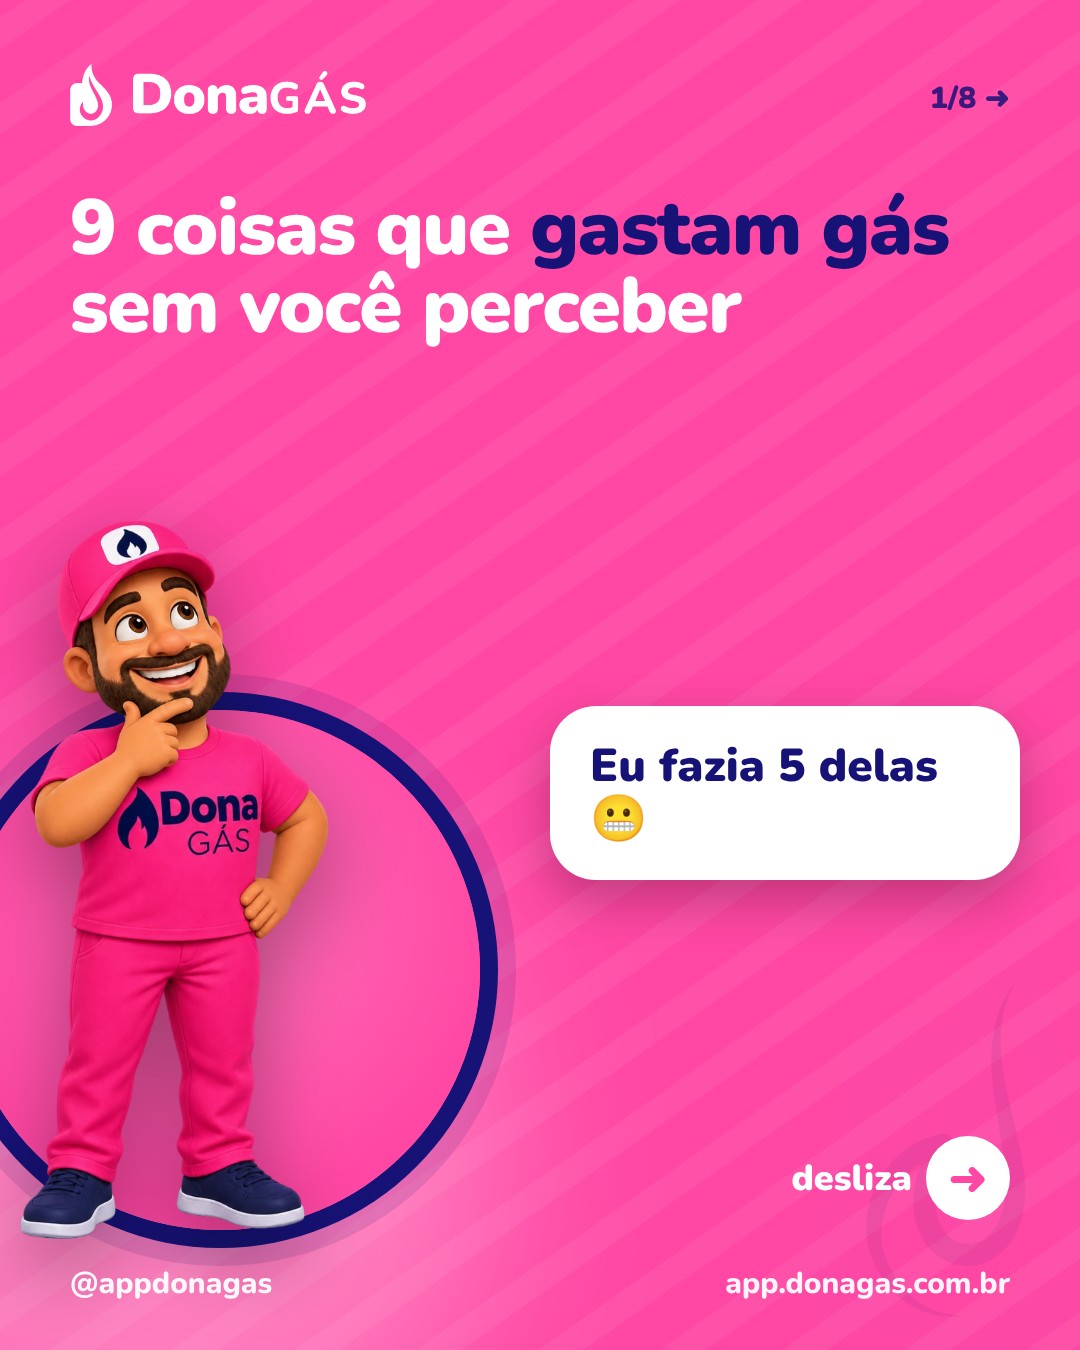 DonaGÁS
1/8 →
9 coisas que gastam gás
sem você perceber
Dona
GÁS
Eu fazia 5 delas
😬
desliza →
@appdonagas
app.donagas.com.br